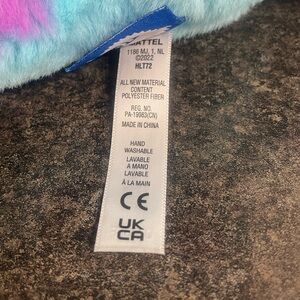 MATTEL
1186 MJ, 1, NL
©2022
HLT72
ALL NEW MATERIAL
CONTENT
POLYESTER FIBER
REG. NO.
PA-19983(CN)
MADE IN CHINA
HAND
WASHABLE
LAVABLE
A MANO
LAVABLE
À LA MAIN
CE
UK
CA